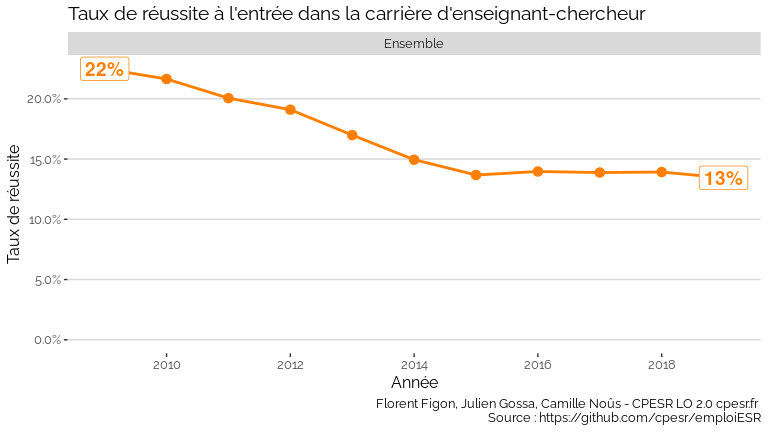 Taux de réussite à l'entrée dans la carrière d'enseignant-chercheur
Ensemble
22%
20.0%
15.0%
13%
10.0%
5.0%
0.0%
Taux de réussite
2010 2012 2014 2016 2018
Année
Florent Figon, Julien Gossa, Camille Noûs - CPESR LO 2.0 cpesr.fr
Source : https://github.com/cpesr/emploiESR